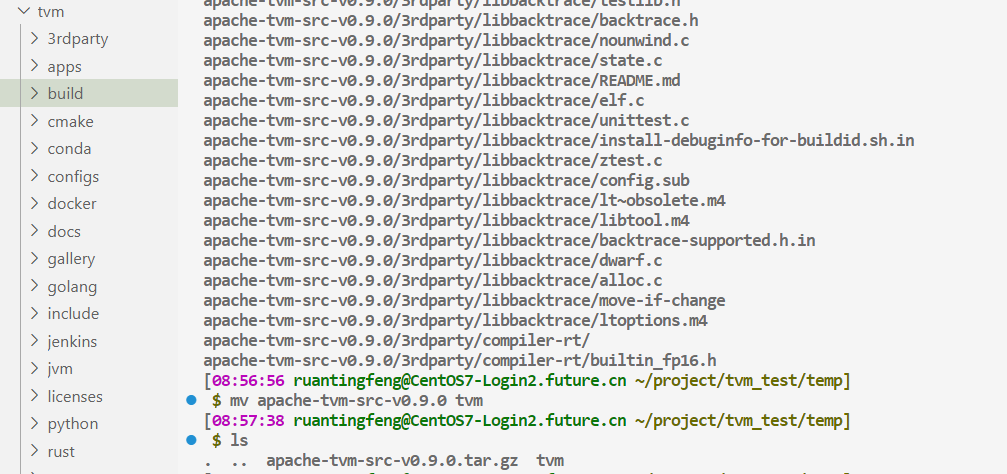 tvm
3rdparty
apps
build
cmake
conda
configs
docker
docs
gallery
golang
include
jenkins
jvm
licenses
python
rust
apache-tvm-src-v0.9.0/3rdparty/libbacktrace/testlib.h
apache-tvm-src-v0.9.0/3rdparty/libbacktrace/backtrace.h
apache-tvm-src-v0.9.0/3rdparty/libbacktrace/nounwind.c
apache-tvm-src-v0.9.0/3rdparty/libbacktrace/state.c
apache-tvm-src-v0.9.0/3rdparty/libbacktrace/README.md
apache-tvm-src-v0.9.0/3rdparty/libbacktrace/elf.c
apache-tvm-src-v0.9.0/3rdparty/libbacktrace/unittest.c
apache-tvm-src-v0.9.0/3rdparty/libbacktrace/install-debuginfo-for-buildid.sh.in
apache-tvm-src-v0.9.0/3rdparty/libbacktrace/ztest.c
apache-tvm-src-v0.9.0/3rdparty/libbacktrace/config.sub
apache-tvm-src-v0.9.0/3rdparty/libbacktrace/lt~obsolete.m4
apache-tvm-src-v0.9.0/3rdparty/libbacktrace/libtool.m4
apache-tvm-src-v0.9.0/3rdparty/libbacktrace/backtrace-supported.h.in
apache-tvm-src-v0.9.0/3rdparty/libbacktrace/dwarf.c
apache-tvm-src-v0.9.0/3rdparty/libbacktrace/alloc.c
apache-tvm-src-v0.9.0/3rdparty/libbacktrace/move-if-change
apache-tvm-src-v0.9.0/3rdparty/libbacktrace/ltoptions.m4
apache-tvm-src-v0.9.0/3rdparty/compiler-rt/
apache-tvm-src-v0.9.0/3rdparty/compiler-rt/builtin_fp16.h
[08:56:56 ruantingfeng@CentOS7-Login2.future.cn ~/project/tvm_test/temp]
$ mv apache-tvm-src-v0.9.0 tvm
[08:57:38 ruantingfeng@CentOS7-Login2.future.cn ~/project/tvm_test/temp]
$ ls
. .. apache-tvm-src-v0.9.0.tar.gz tvm